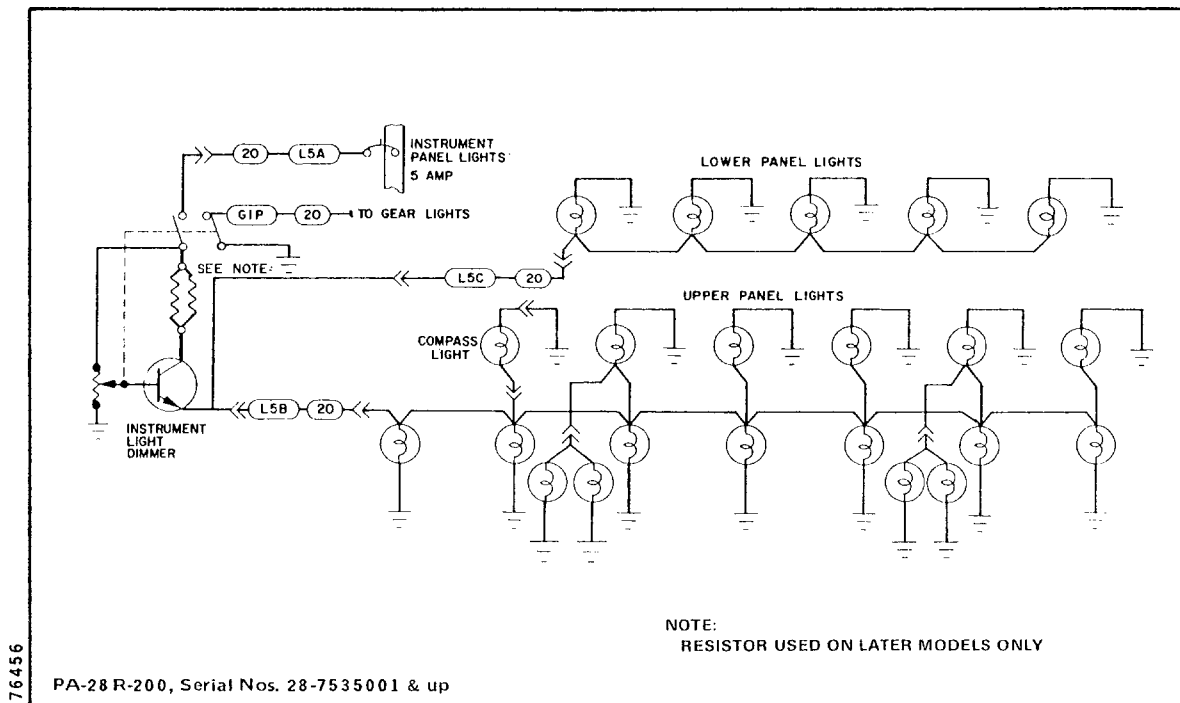 20 L5A
INSTRUMENT
PANEL LIGHTS
5 AMP
LOWER PANEL LIGHTS
G1P 20 TO GEAR LIGHTS
SEE NOTE:
L5C 20
UPPER PANEL LIGHTS
COMPASS
LIGHT
L5B 20
INSTRUMENT
LIGHT
DIMMER
NOTE:
RESISTOR USED ON LATER MODELS ONLY
76456
PA-28 R-200, Serial Nos. 28-7535001 & up